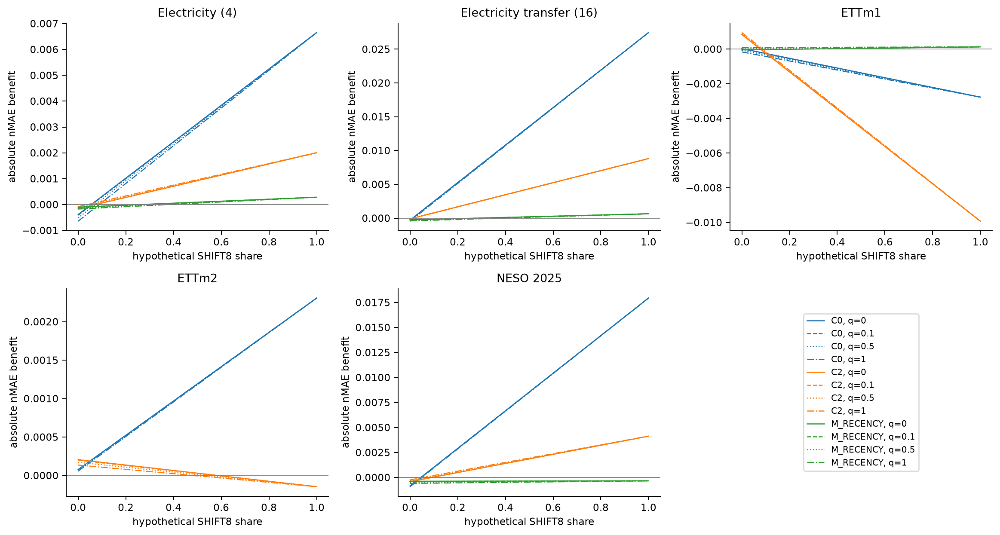 Electricity (4)
absolute nMAE benefit
0.007
0.006
0.005
0.004
0.003
0.002
0.001
0.000
−0.001
0.0 0.2 0.4 0.6 0.8 1.0
hypothetical SHIFT8 share
Electricity transfer (16)
absolute nMAE benefit
0.025
0.020
0.015
0.010
0.005
0.000
0.0 0.2 0.4 0.6 0.8 1.0
hypothetical SHIFT8 share
ETTm1
absolute nMAE benefit
0.000
−0.002
−0.004
−0.006
−0.008
−0.010
0.0 0.2 0.4 0.6 0.8 1.0
hypothetical SHIFT8 share
ETTm2
absolute nMAE benefit
0.0020
0.0015
0.0010
0.0005
0.0000
0.0 0.2 0.4 0.6 0.8 1.0
hypothetical SHIFT8 share
NESO 2025
absolute nMAE benefit
0.0175
0.0150
0.0125
0.0100
0.0075
0.0050
0.0025
0.0000
0.0 0.2 0.4 0.6 0.8 1.0
hypothetical SHIFT8 share
C0, q=0
C0, q=0.1
C0, q=0.5
C0, q=1
C2, q=0
C2, q=0.1
C2, q=0.5
C2, q=1
M_RECENCY, q=0
M_RECENCY, q=0.1
M_RECENCY, q=0.5
M_RECENCY, q=1